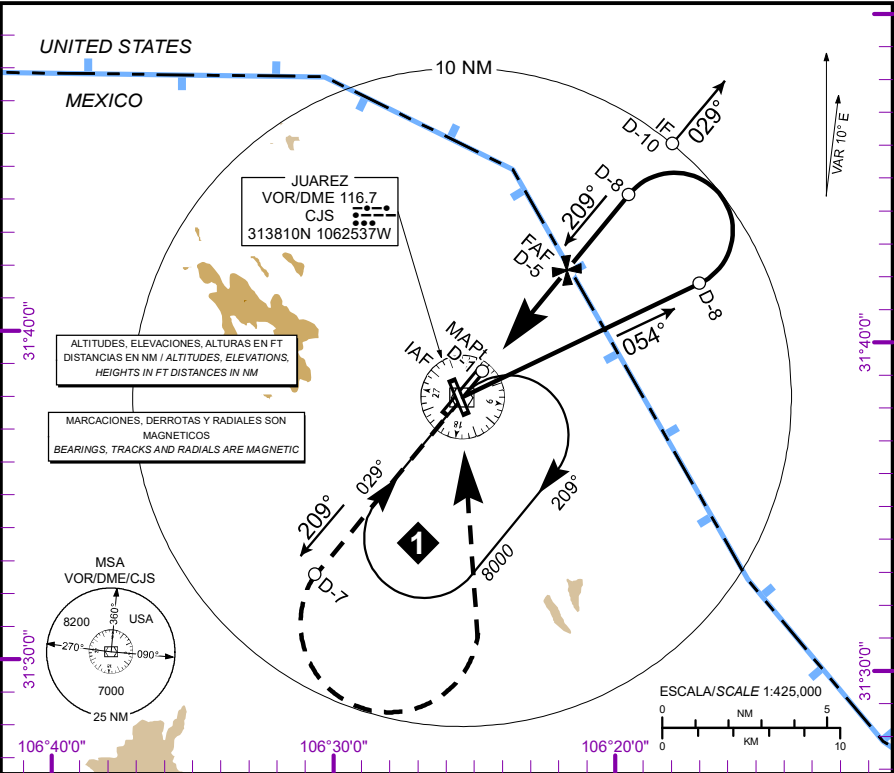 UNITED STATES
MEXICO
10 NM
IF
D-10
029°
VAR 10° E
D-8
209°
FAF
D-5
JUAREZ
VOR/DME 116.7
CJS
313810N 1062537W
D-8
054°
31°40'0"
31°40'0"
ALTITUDES, ELEVACIONES, ALTURAS EN FT
DISTANCIAS EN NM / ALTITUDES, ELEVATIONS,
HEIGHTS IN FT DISTANCES IN NM
IAF
MAPt
D-1
27
9
18
MARCACIONES, DERROTAS Y RADIALES SON
MAGNETICOS
BEARINGS, TRACKS AND RADIALS ARE MAGNETIC
029°
209°
209°
1
8000
D-7
MSA
VOR/DME/CJS
8200
360°
USA
270°
090°
7000
25 NM
31°30'0"
31°30'0"
ESCALA/SCALE 1:425,000
0
NM
5
0
KM
10
106°40'0"
106°30'0"
106°20'0"